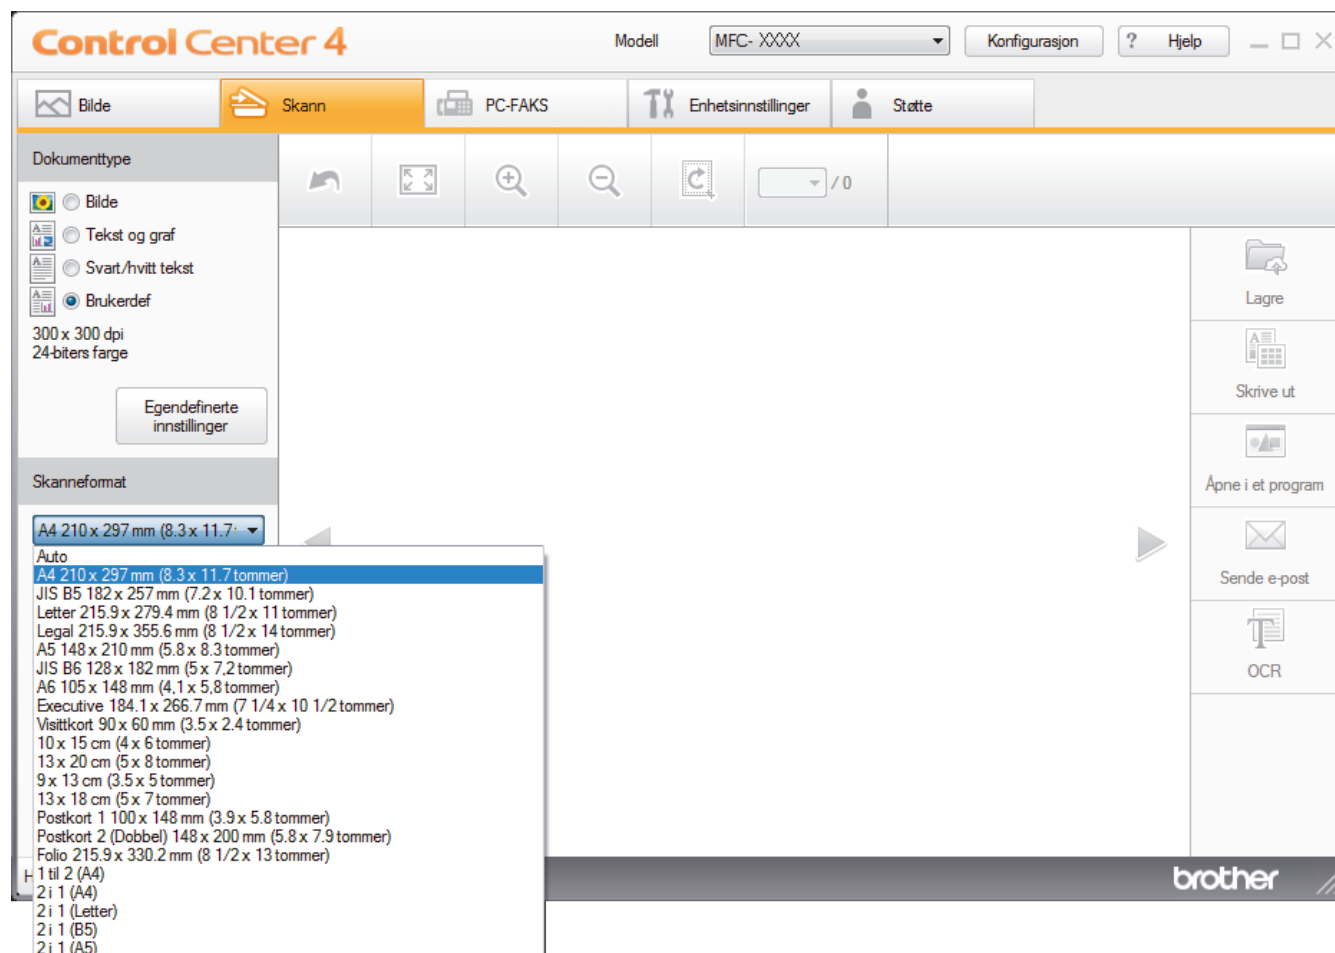 Control Center 4
Modell
MFC- XXXX
Konfigurasjon
? Hjelp
Bilde
Skann
PC-FAKS
Enhetsinnstillinger
Støtte
Dokumenttype
/ 0
Bilde
Tekst og graf
Svart/hvitt tekst
Brukerdef
300 x 300 dpi
24-biters farge
Egendefinerte
innstillinger
Skanneformat
A4 210 x 297 mm (8.3 x 11.7
Auto
A4 210 x 297 mm (8.3 x 11.7 tommer)
JIS B5 182 x 257 mm (7.2 x 10.1 tommer)
Letter 215.9 x 279.4 mm (8 1/2 x 11 tommer)
Legal 215.9 x 355.6 mm (8 1/2 x 14 tommer)
A5 148 x 210 mm (5.8 x 8.3 tommer)
JIS B6 128 x 182 mm (5 x 7,2 tomme)
A6 105 x 148 mm (4,1 x 5,8 tommer)
Executive 184.1 x 266.7 mm (7 1/4 x 10 1/2 tommer)
Visittkort 90 x 60 mm (3.5 x 2.4 tommer)
10 x 15 cm (4 x 6 tommer)
13 x 20 cm (5 x 8 tommer)
9 x 13 cm (3.5 x 5 tommer)
13 x 18 cm (5 x 7 tommer)
Postkort 1 100 x 148 mm (3.9 x 5.8 tommer)
Postkort 2 (Dobbel) 148 x 200 mm (5.8 x 7.9 tommer)
Folio 215.9 x 330.2 mm (8 1/2 x 13 tommer)
1 til 2 (A4)
2 i 1 (A4)
2 i 1 (Letter)
2 i 1 (B5)
2 i 1 (A5)
Lagre
Skrive ut
Åpne i et program
Sende e-post
OCR
brother